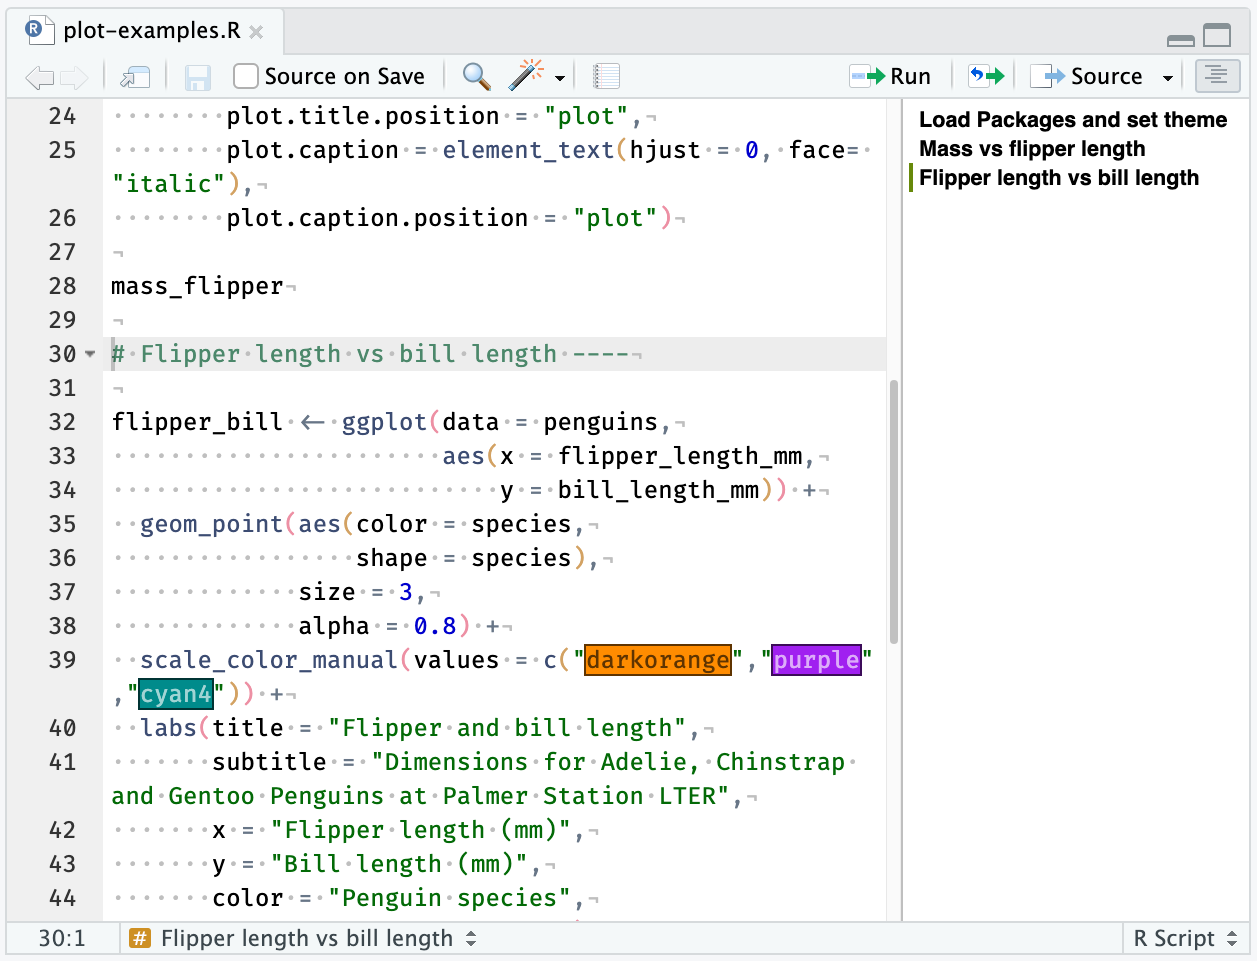 plot-examples.R
Source on Save
Run
Source
24 plot.title.position = "plot",
25 plot.caption = element_text(hjust = 0, face=
"italic"),
26 plot.caption.position = "plot")
27
28 mass_flipper
29
30 # Flipper length vs bill length ----
31
32 flipper_bill <- ggplot(data = penguins,
33 aes(x = flipper_length_mm,
34 y = bill_length_mm)) +
35 geom_point(aes(color = species,
36 shape = species),
37 size = 3,
38 alpha = 0.8) +
39 scale_color_manual(values = c("darkorange","purple"
,"cyan4")) +
40 labs(title = "Flipper and bill length",
41 subtitle = "Dimensions for Adelie, Chinstrap
and Gentoo Penguins at Palmer Station LTER",
42 x = "Flipper length (mm)",
43 y = "Bill length (mm)",
44 color = "Penguin species",
Load Packages and set theme
Mass vs flipper length
Flipper length vs bill length
30:1
# Flipper length vs bill length
R Script